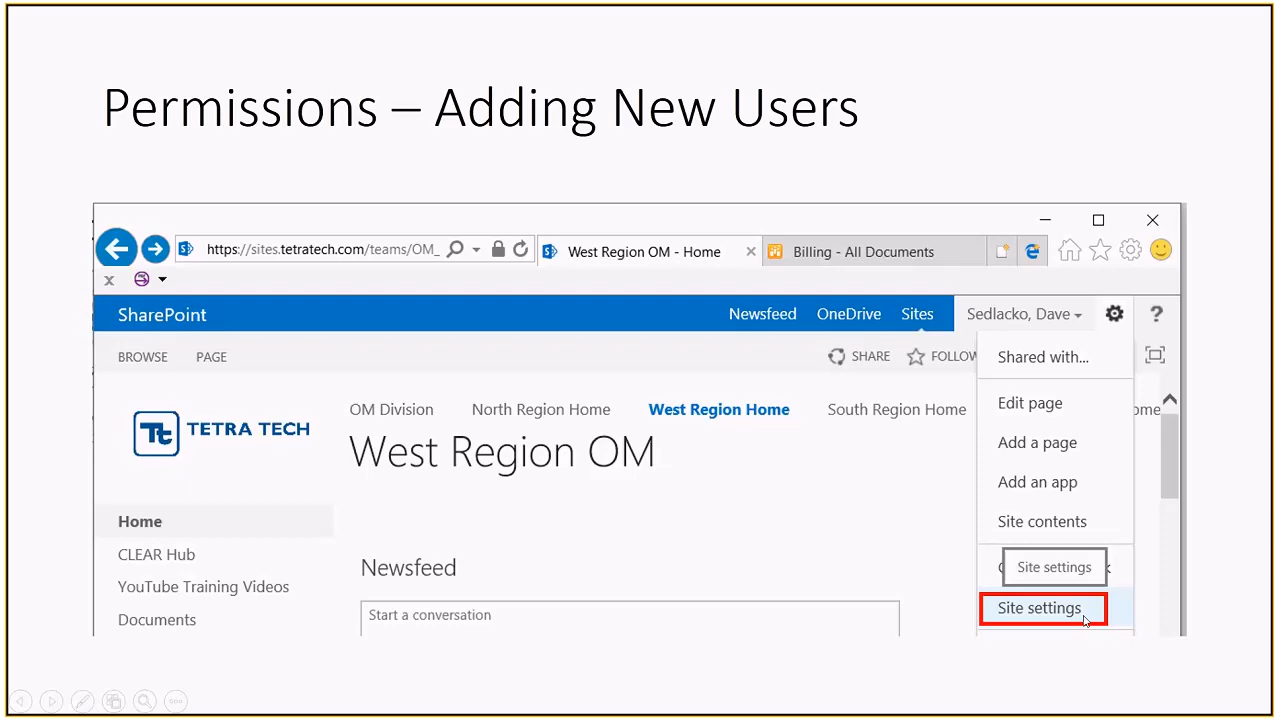 Permissions – Adding New Users
https://sites.tetratech.com/teams/OM_
West Region OM - Home
Billing - All Documents
x
SharePoint
Newsfeed
OneDrive
Sites
Sedlacko, Dave
?
BROWSE
PAGE
SHARE
FOLLOW
Shared with...
OM Division
North Region Home
West Region Home
South Region Home
ome
Edit page
Tt TETRA TECH
West Region OM
Add a page
Add an app
Site contents
Home
CLEAR Hub
YouTube Training Videos
Documents
Newsfeed
Start a conversation
Site settings
Site settings